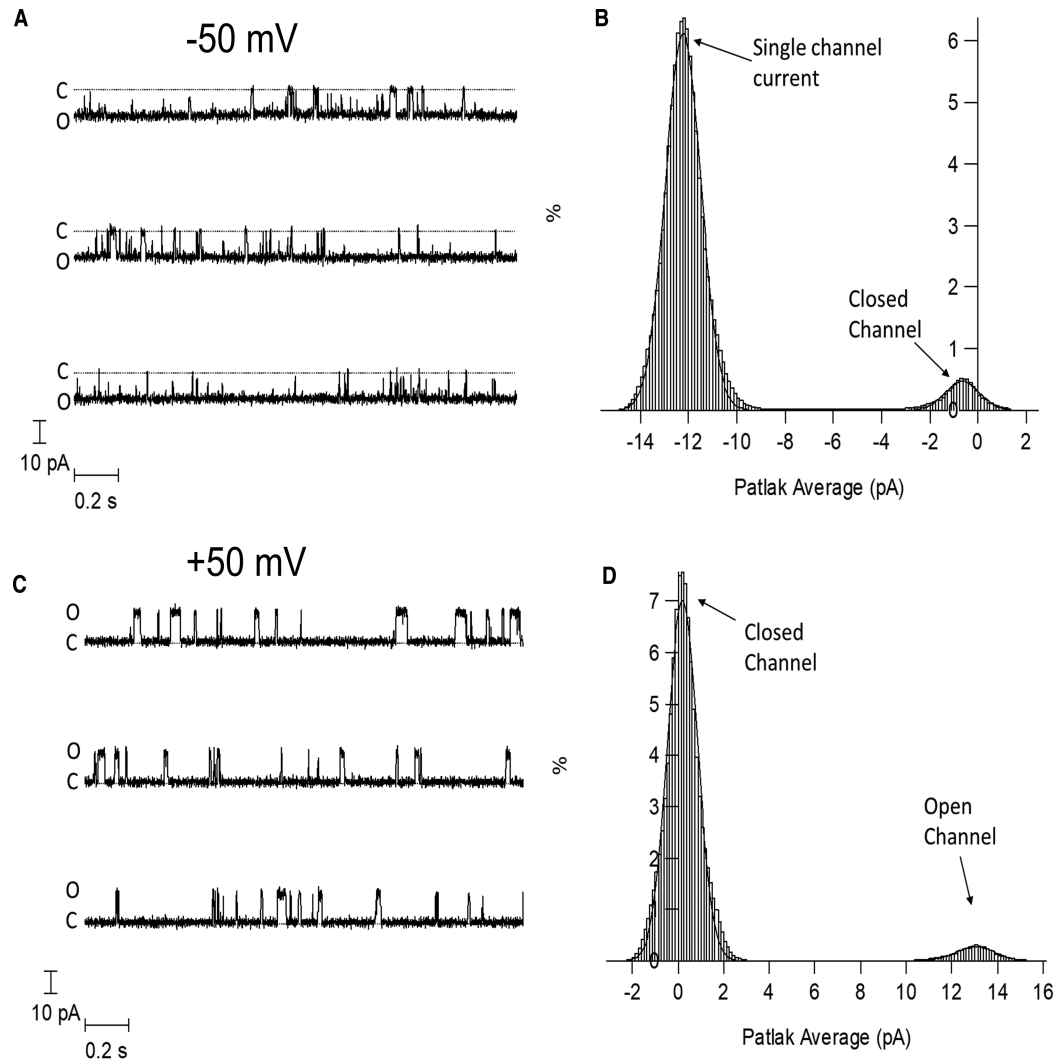 A
-50 mV
C
O
C
O
C
O
10 pA
0.2 s
B
Single channel
current
Closed
Channel
%
6
5
4
3
2
1
0
-14 -12 -10 -8 -6 -4 -2 0 2
Patlak Average (pA)
C
+50 mV
O
C
O
C
O
C
10 pA
0.2 s
D
Closed
Channel
Open
Channel
%
7
6
5
4
3
2
0
-2 0 2 4 6 8 10 12 14 16
Patlak Average (pA)